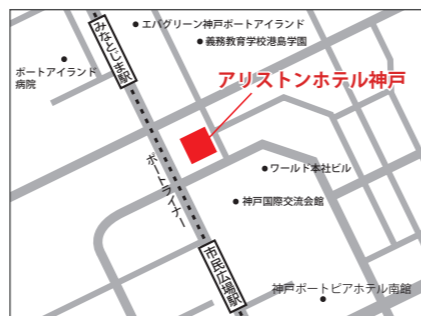 エバグリーン神戸ポートアイランド
義務教育学校港島学園
みなとじま駅
ポートアイランド
病院
アリストンホテル神戸
ワールド本社ビル
ポートライナー
神戸国際交流会館
市民広場駅
神戸ポートピアホテル南館